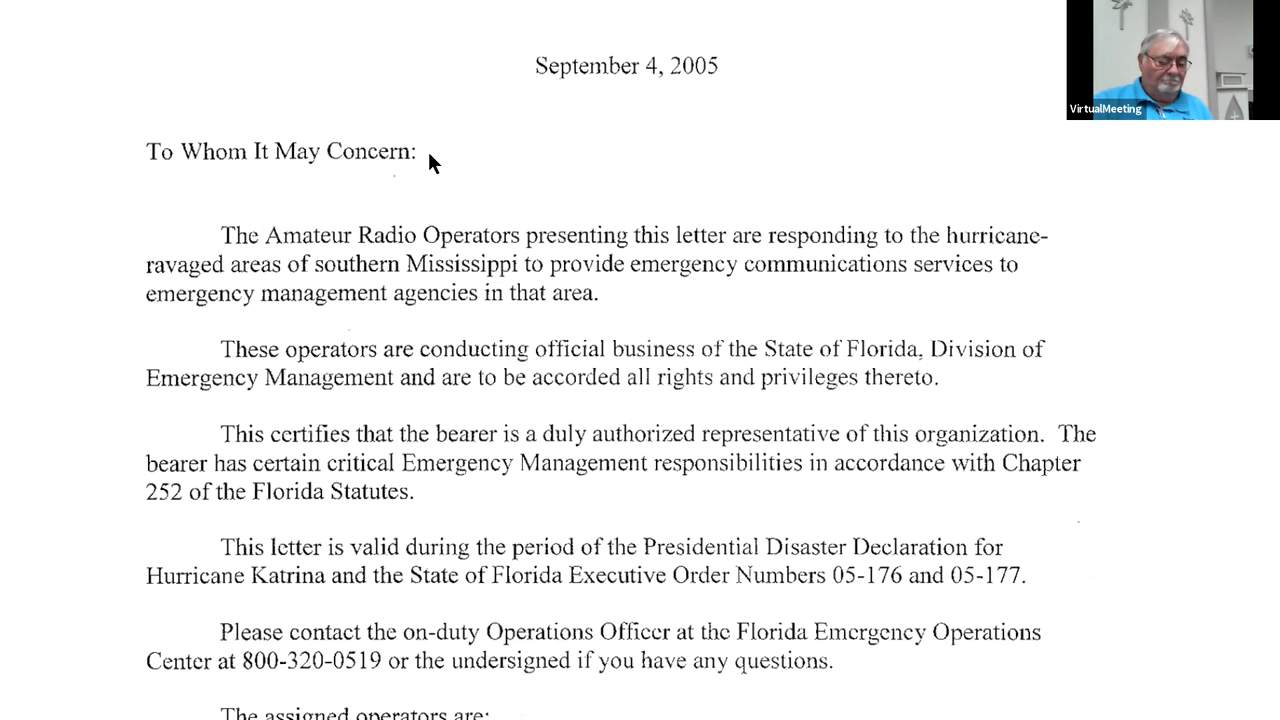 September 4, 2005
VirtualMeeting
To Whom It May Concern:
The Amateur Radio Operators presenting this letter are responding to the hurricane-
ravaged areas of southern Mississippi to provide emergency communications services to
emergency management agencies in that area.
These operators are conducting official business of the State of Florida, Division of
Emergency Management and are to be accorded all rights and privileges thereto.
This certifies that the bearer is a duly authorized representative of this organization. The
bearer has certain critical Emergency Management responsibilities in accordance with Chapter
252 of the Florida Statutes.
This letter is valid during the period of the Presidential Disaster Declaration for
Hurricane Katrina and the State of Florida Executive Order Numbers 05-176 and 05-177.
Please contact the on-duty Operations Officer at the Florida Emergency Operations
Center at 800-320-0519 or the undersigned if you have any questions.
The assigned operators are: